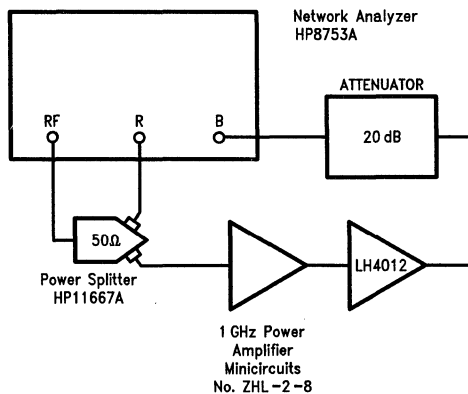 Network Analyzer
HP8753A
ATTENUATOR
RF
R
B
20 dB
50Ω
Power Splitter
HP11667A
LH4012
1 GHz Power
Amplifier
Minicircuits
No. ZHL-2-8